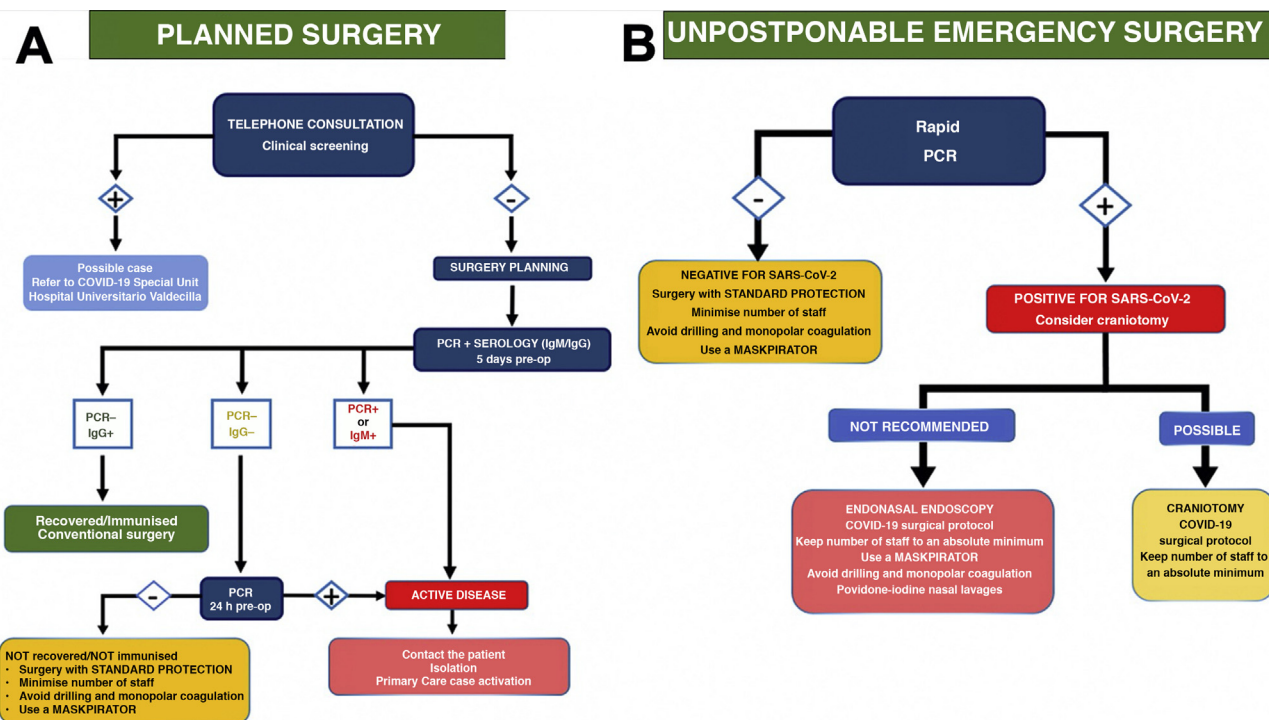 A
PLANNED SURGERY
TELEPHONE CONSULTATION
Clinical screening
+
-
Possible case
Refer to COVID-19 Special Unit
Hospital Universitario Valdecilla
SURGERY PLANNING
PCR + SEROLOGY (IgM/IgG)
5 days pre-op
PCR–
IgG+
PCR–
IgG–
PCR+
or
IgM+
Recovered/Immunised
Conventional surgery
-
PCR
24 h pre-op
+
ACTIVE DISEASE
NOT recovered/NOT immunised
• Surgery with STANDARD PROTECTION
• Minimise number of staff
• Avoid drilling and monopolar coagulation
• Use a MASKPIRATOR
Contact the patient
Isolation
Primary Care case activation
B
UNPOSTPONABLE EMERGENCY SURGERY
Rapid
PCR
-
+
NEGATIVE FOR SARS-CoV-2
Surgery with STANDARD PROTECTION
Minimise number of staff
Avoid drilling and monopolar coagulation
Use a MASKPIRATOR
POSITIVE FOR SARS-CoV-2
Consider craniotomy
NOT RECOMMENDED
POSSIBLE
ENDONASAL ENDOSCOPY
COVID-19 surgical protocol
Keep number of staff to an absolute minimum
Use a MASKPIRATOR
Avoid drilling and monopolar coagulation
Povidone-iodine nasal lavages
CRANIOTOMY
COVID-19
surgical protocol
Keep number of staff to
an absolute minimum